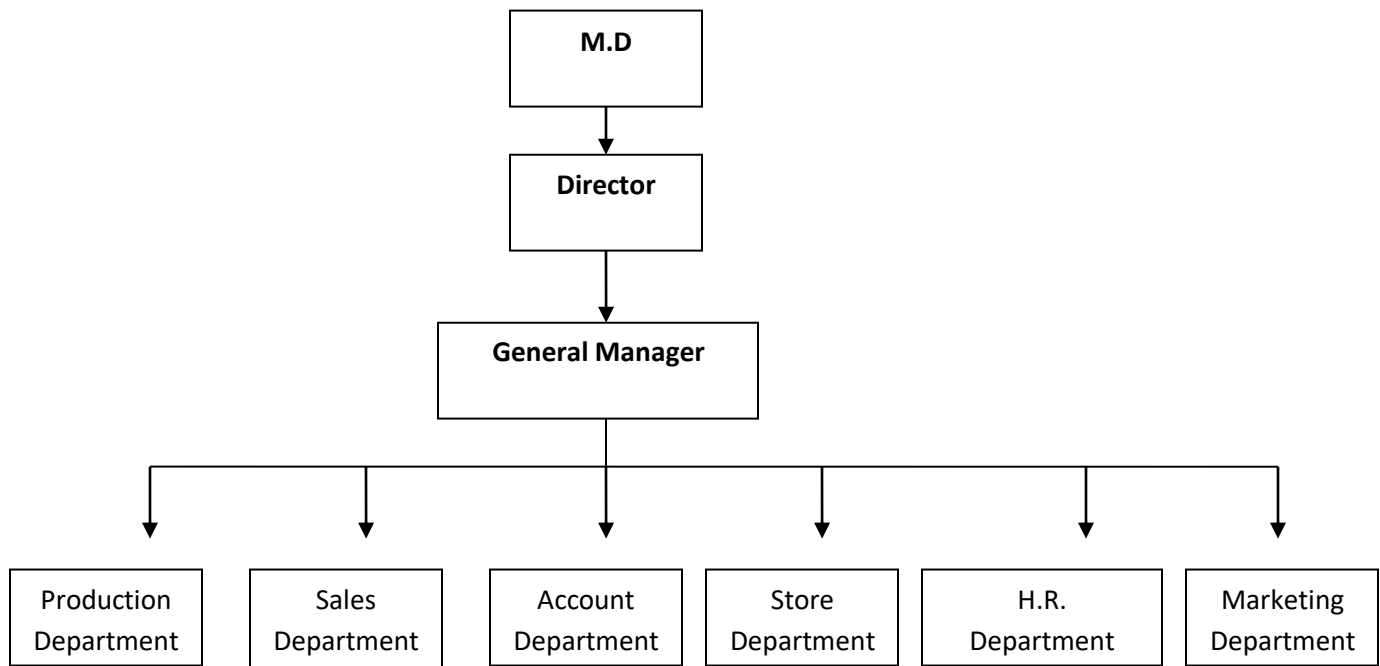 M.D
Director
General Manager
Production
Department
Sales
Department
Account
Department
Store
Department
H.R.
Department
Marketing
Department